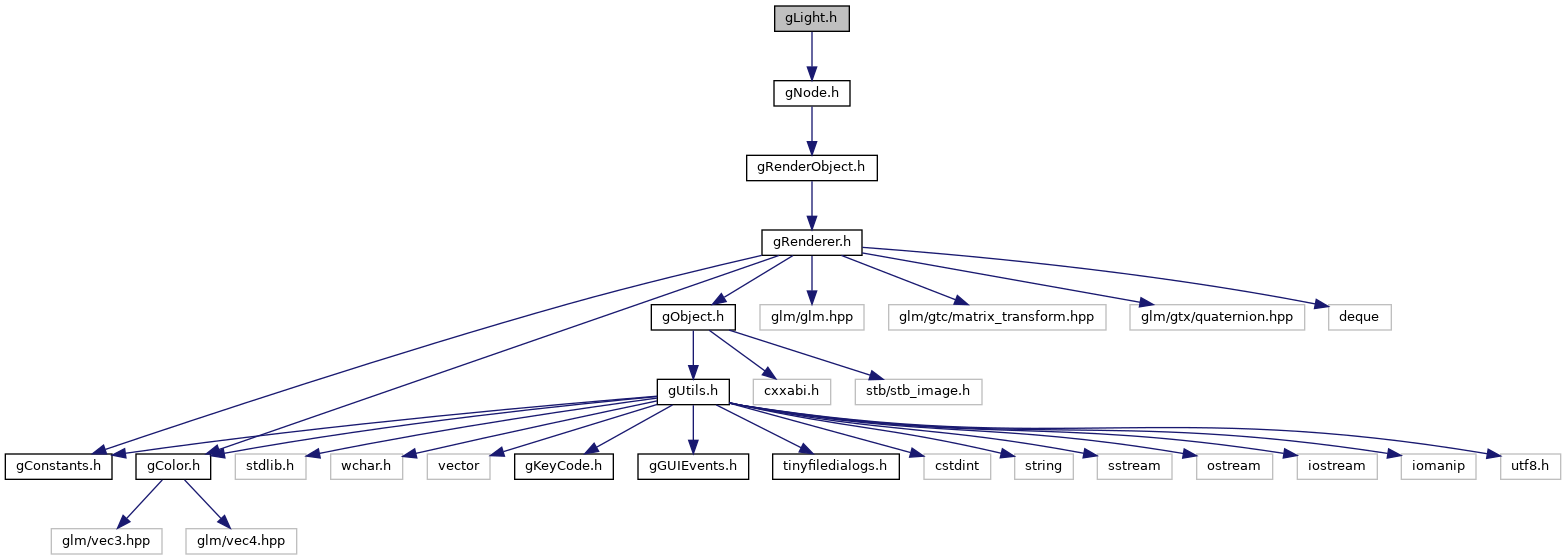 gLight.h
gNode.h
gRenderObject.h
gRenderer.h
gObject.h
glm/glm.hpp
glm/gtc/matrix_transform.hpp
glm/gtx/quaternion.hpp
deque
gUtils.h
cxxabi.h
stb/stb_image.h
gConstants.h
gColor.h
stdlib.h
wchar.h
vector
gKeyCode.h
gGUIEvents.h
tinyfiledialogs.h
cstdint
string
sstream
ostream
iostream
iomanip
utf8.h
glm/vec3.hpp
glm/vec4.hpp